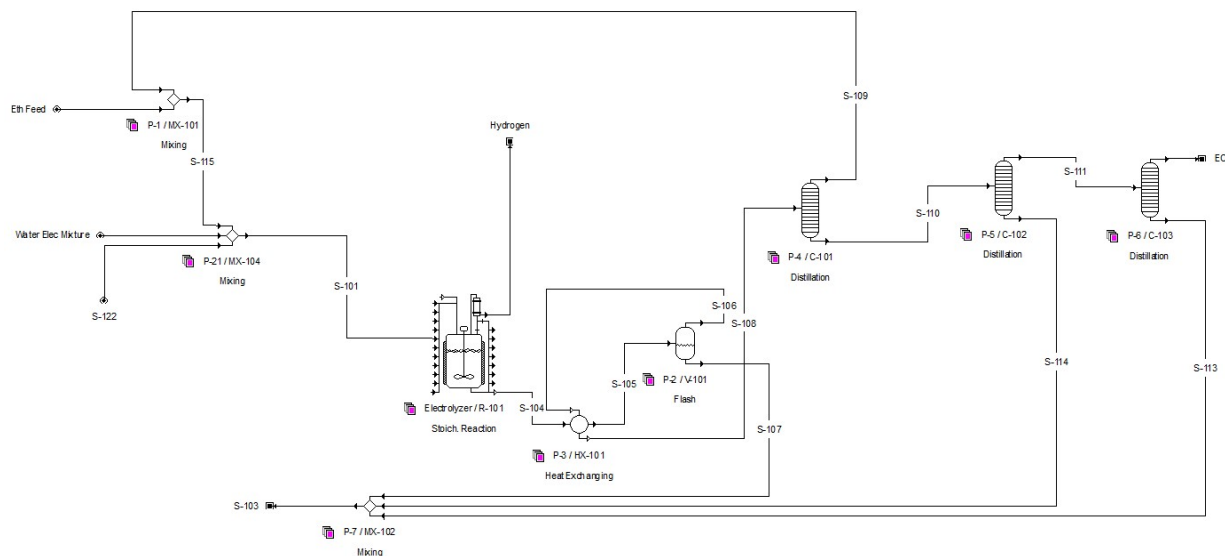 S-109
Eth Feed
P-1 / MX-101
Mixing
S-115
Hydrogen
S-111
EC
S-110
P-5 / C-102
Distillation
P-6 / C-103
Distillation
Water Elec Mixture
P-21 / MX-104
Mixing
P-4 / C-101
Distillation
S-101
S-122
S-106
S-108
S-114
S-113
S-105
P-2 / V-101
Flash
Electrolyzer / R-101
Stoich. Reaction
S-104
S-107
P-3 / HX-101
Heat Exchanging
S-103
P-7 / MX-102
Mixing